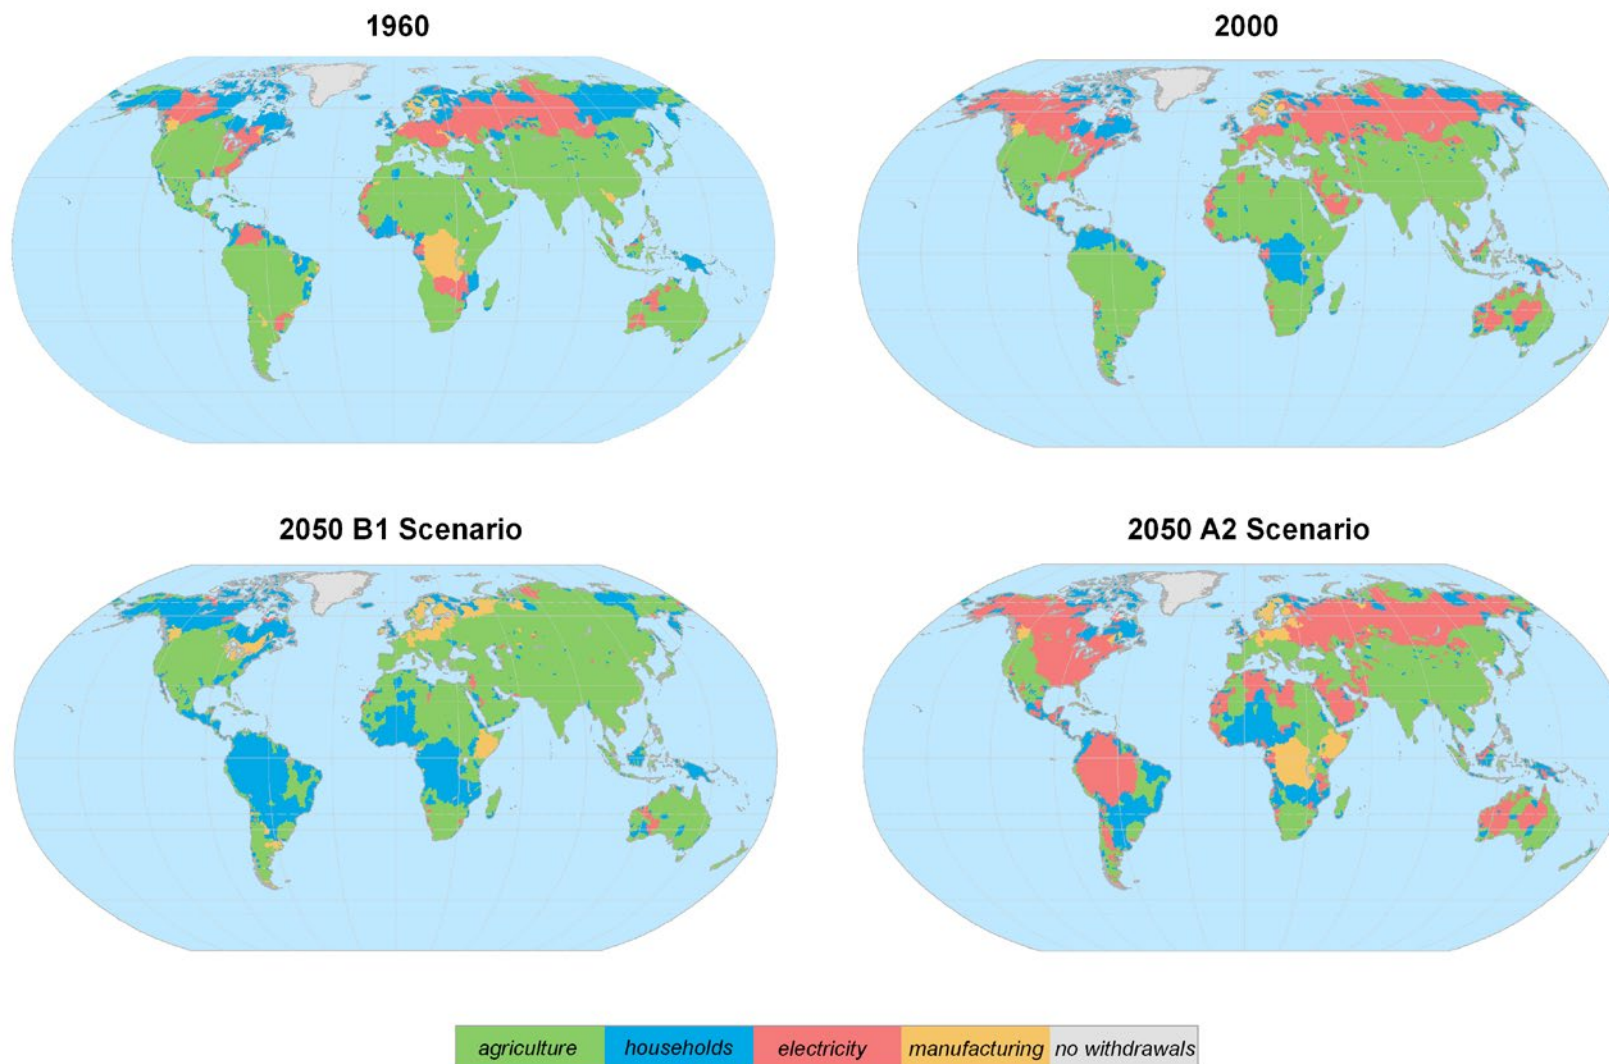 1960
2000
2050 B1 Scenario
2050 A2 Scenario
agriculture households electricity manufacturing no withdrawals